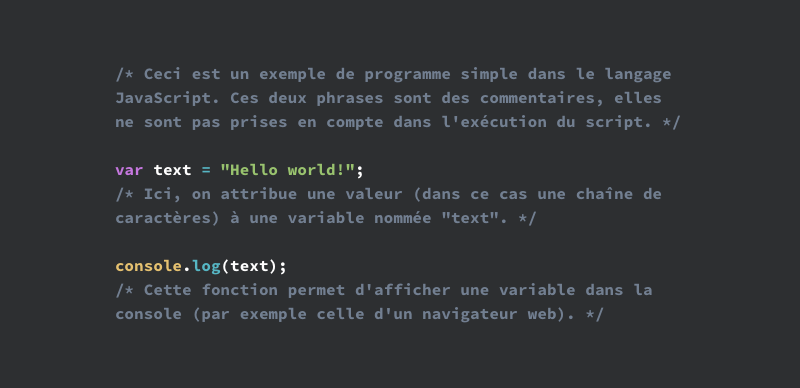 /* Ceci est un exemple de programme simple dans le langage
JavaScript. Ces deux phrases sont des commentaires, elles
ne sont pas prises en compte dans l'exécution du script. */
var text = "Hello world!";
/* Ici, on attribue une valeur (dans ce cas une chaîne de
caractères) à une variable nommée "text". */
console.log(text);
/* Cette fonction permet d'afficher une variable dans la
console (par exemple celle d'un navigateur web). */